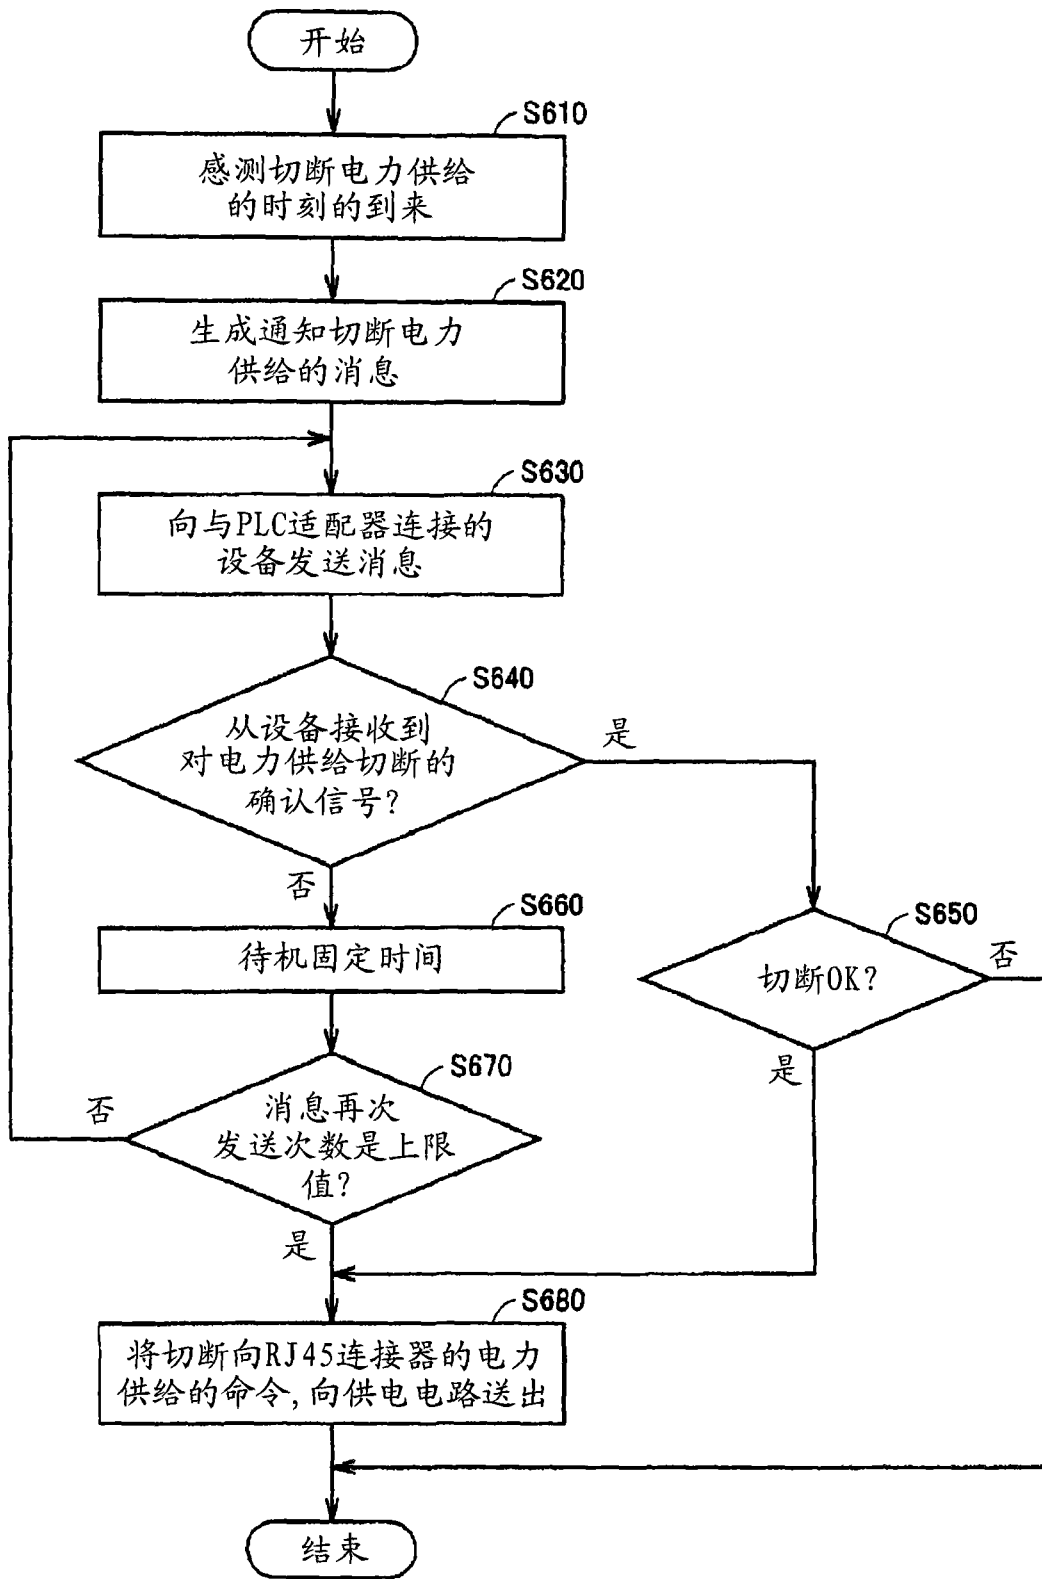 开始
S610
感测切断电力供给
的时刻的到来
S620
生成通知切断电力
供给的消息
S630
向与PLC适配器连接的
设备发送消息
S640
从设备接收到
对电力供给切断的
确认信号?
是
否
S660
待机固定时间
S650
切断OK?
否
是
S670
消息再次
发送次数是上限
值?
否
是
S680
将切断向RJ45连接器的电力
供给的命令,向供电电路送出
结束